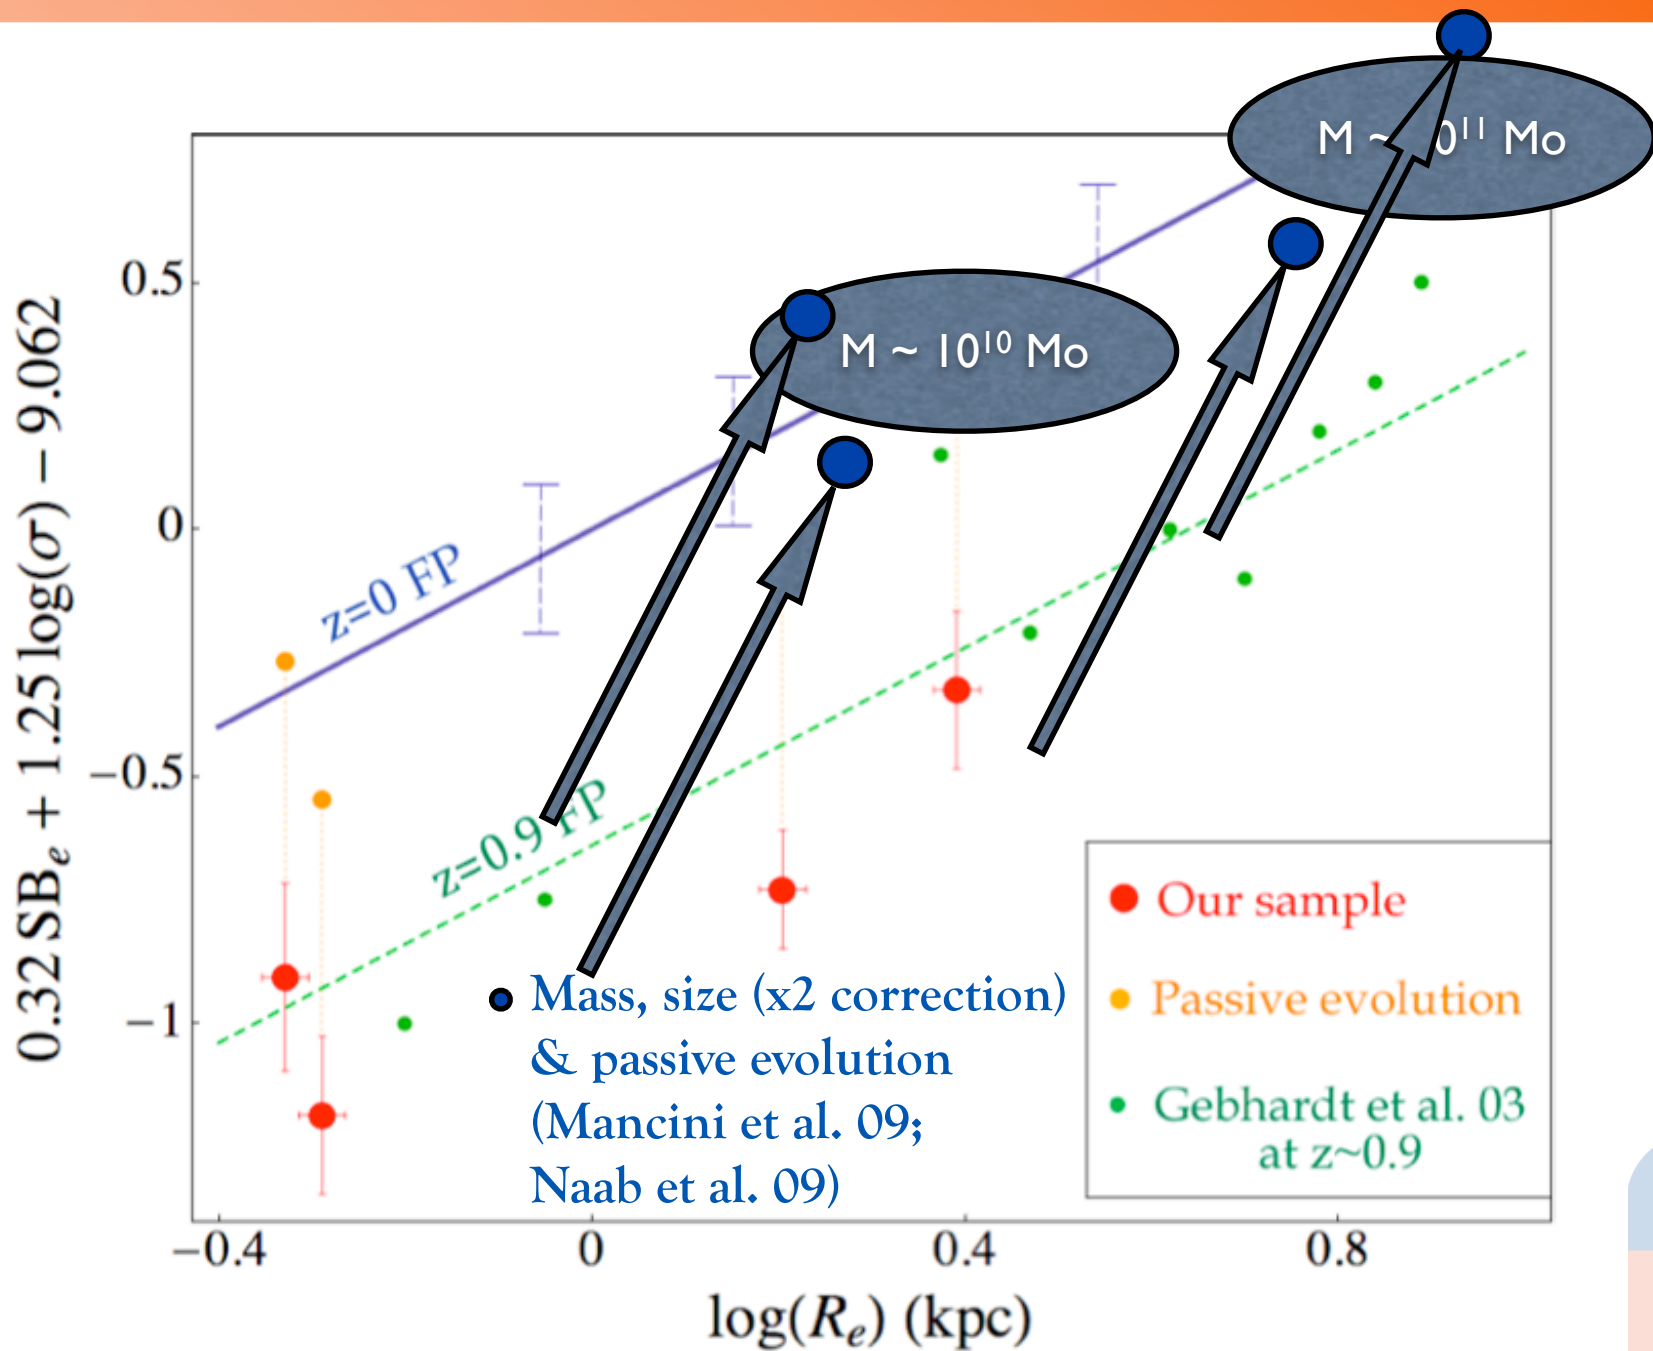 M ~ 0¹¹ Mo
0.5
M ~ 10¹⁰ Mo
0
z=0 FP
−0.5
z=0.9 FP
−1
0.32 SBₑ + 1.25 log(σ) − 9.062
Our sample
Mass, size (x2 correction)
& passive evolution
(Mancini et al. 09;
Naab et al. 09)
Passive evolution
Gebhardt et al. 03
at z~0.9
−0.4
0
0.4
0.8
log(Rₑ) (kpc)